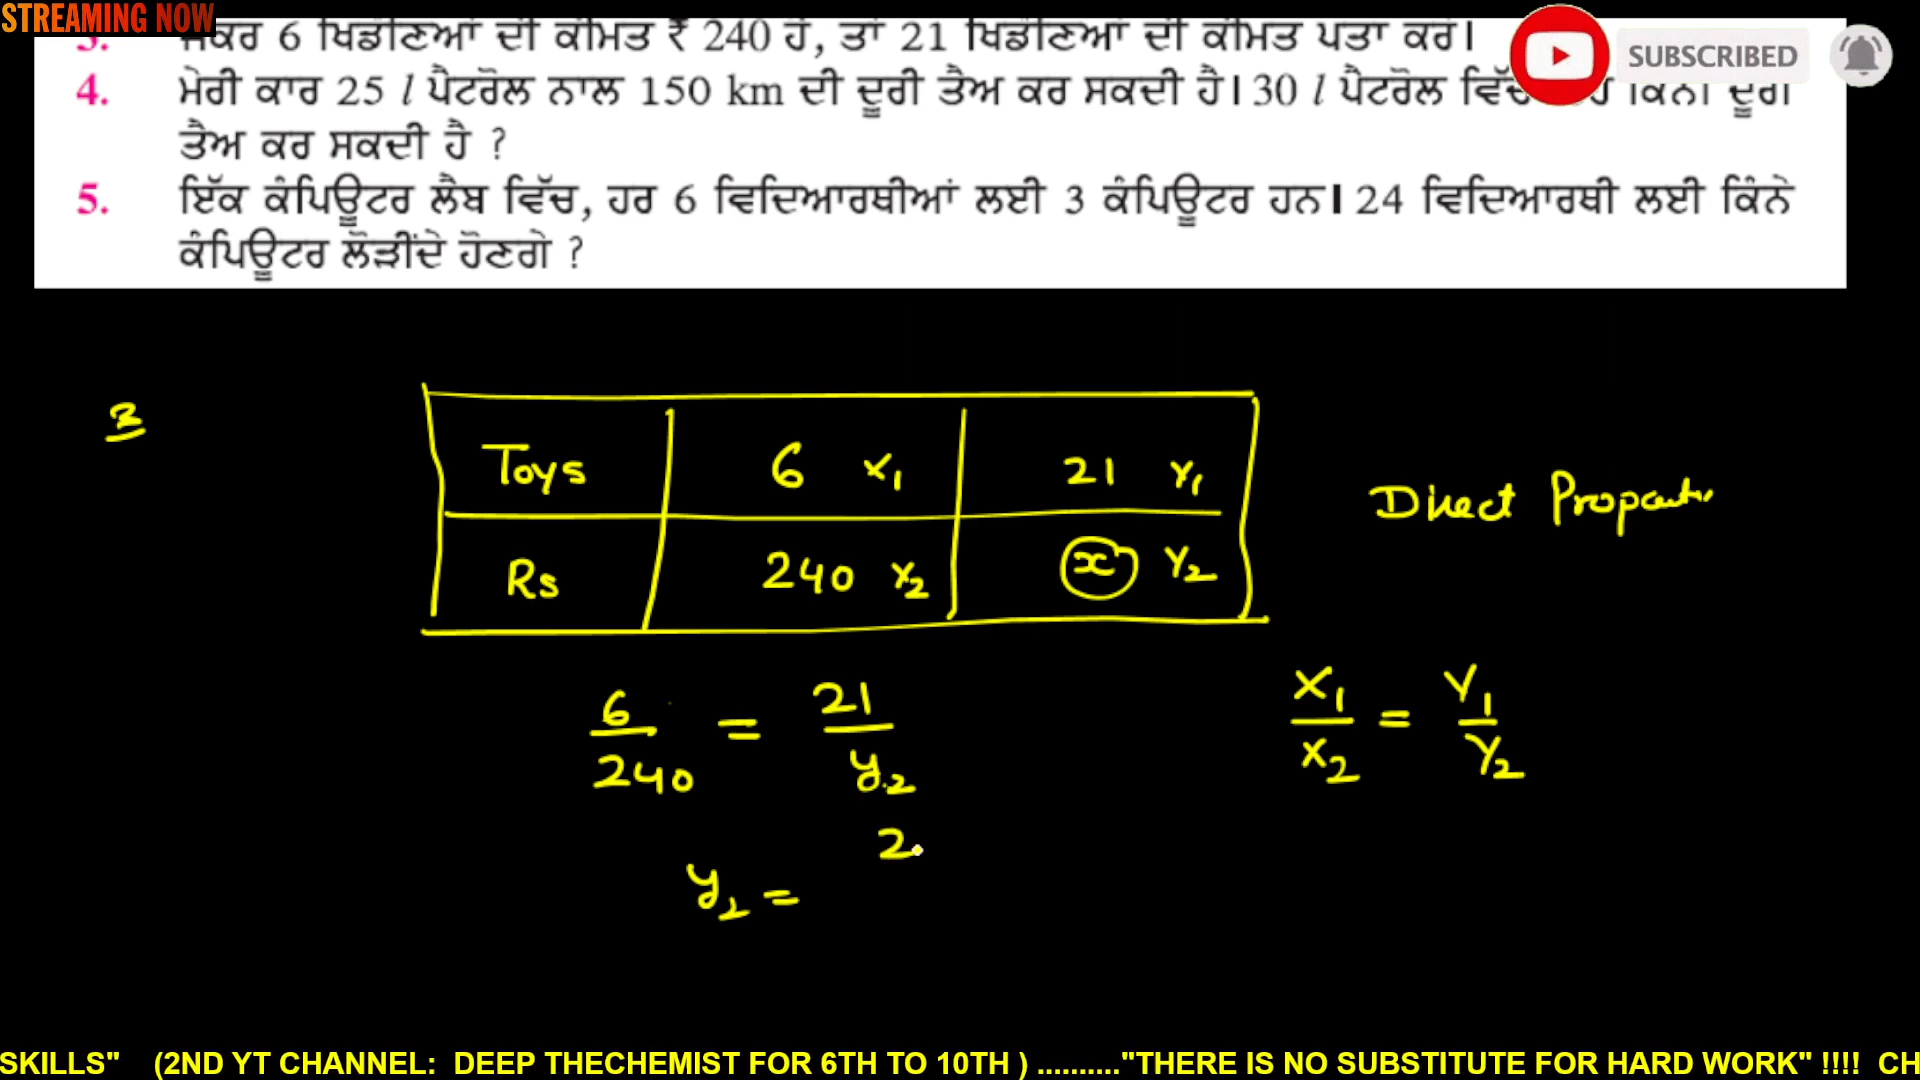 STREAMING NOW
3. ਜੇਕਰ 6 ਖਿਡੌਣਿਆਂ ਦੀ ਕੀਮਤ ₹ 240 ਹੈ, ਤਾਂ 21 ਖਿਡੌਣਿਆਂ ਦੀ ਕੀਮਤ ਪਤਾ ਕਰੋ।
SUBSCRIBED
4. ਮੇਰੀ ਕਾਰ 25 l ਪੈਟਰੋਲ ਨਾਲ 150 km ਦੀ ਦੂਰੀ ਤੈਅ ਕਰ ਸਕਦੀ ਹੈ। 30 l ਪੈਟਰੋਲ ਵਿੱਚ ਕਿੰਨੀ ਦੂਰੀ
ਤੈਅ ਕਰ ਸਕਦੀ ਹੈ ?
5. ਇੱਕ ਕੰਪਿਊਟਰ ਲੈਬ ਵਿੱਚ, ਹਰ 6 ਵਿਦਿਆਰਥੀਆਂ ਲਈ 3 ਕੰਪਿਊਟਰ ਹਨ। 24 ਵਿਦਿਆਰਥੀ ਲਈ ਕਿੰਨੇ
ਕੰਪਿਊਟਰ ਲੋੜੀਂਦੇ ਹੋਣਗੇ ?
3
Toys 6 x₁ 21 Y₁
Direct
Rs 240 x₂ x Y₂
6/240 = 21/y₂
X₁/X₂ = Y₁/Y₂
y₂ = 2
SKILLS" (2ND YT CHANNEL: DEEP THECHEMIST FOR 6TH TO 10TH ) .........."THERE IS NO SUBSTITUTE FOR HARD WORK" !!!! CH